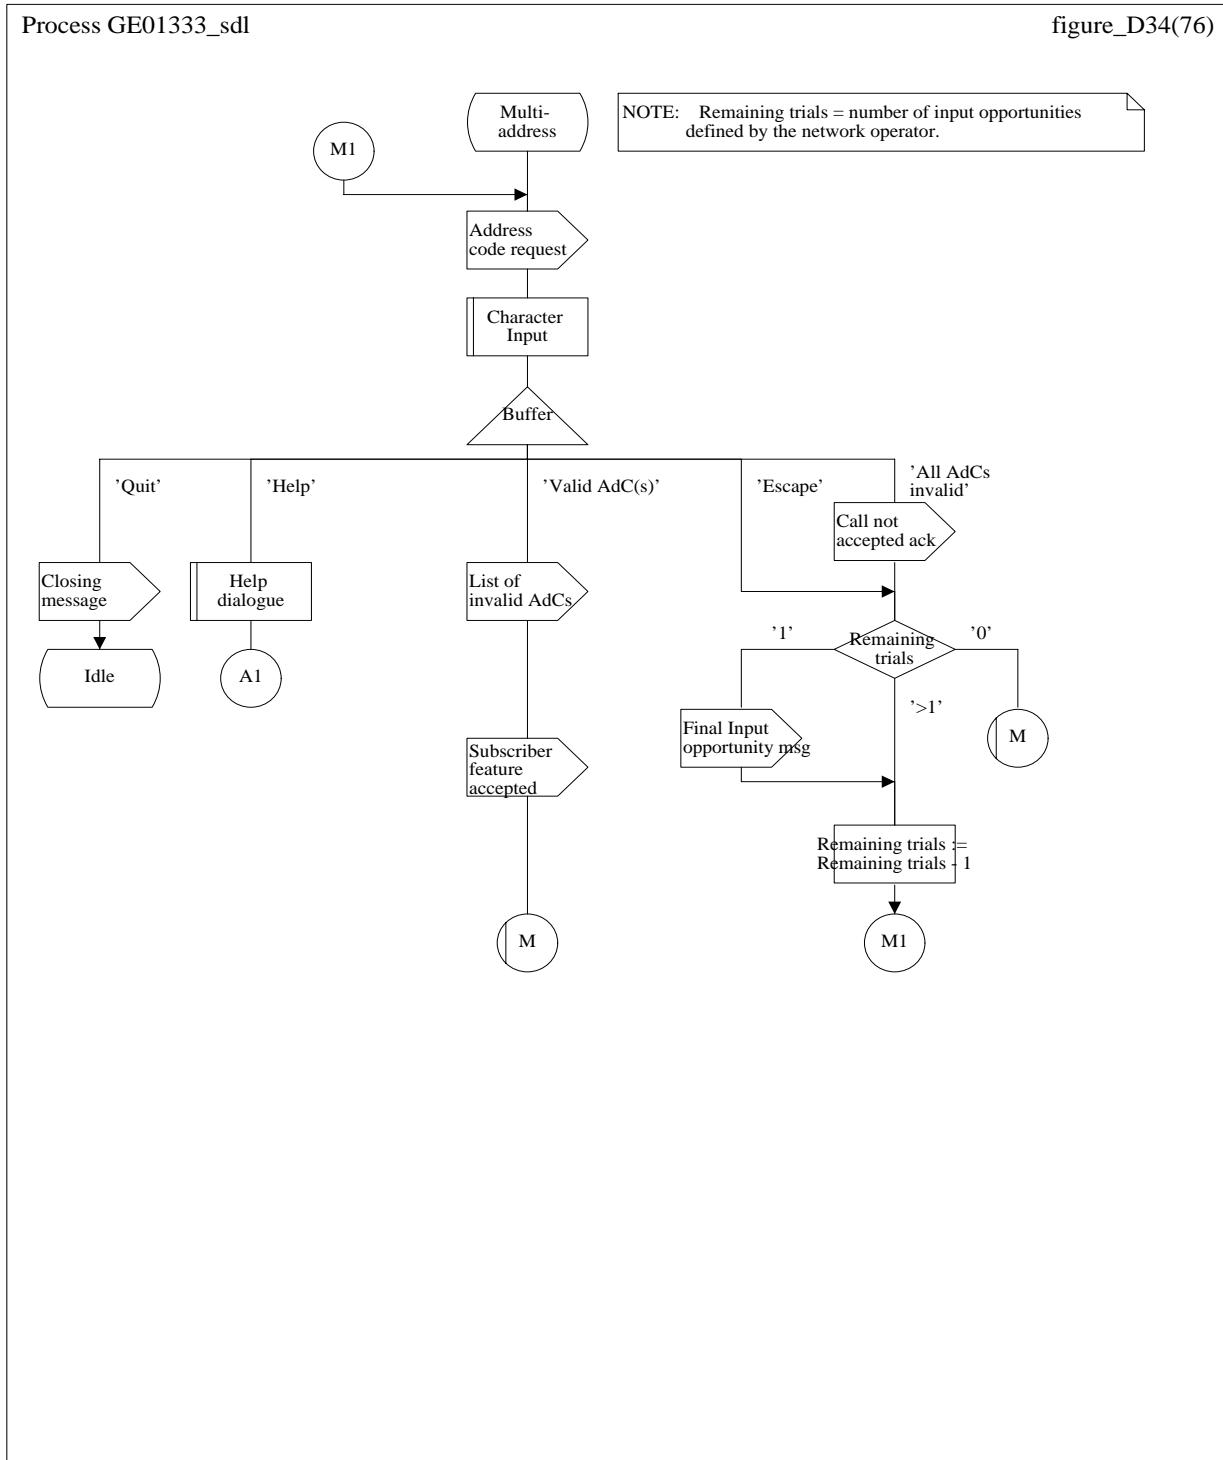 Process GE01333_sdl
figure_D34(76)
Multi-
address
NOTE: Remaining trials = number of input opportunities
defined by the network operator.
M1
Address
code request
Character
Input
Buffer
'Quit'
'Help'
'Valid AdC(s)'
'Escape'
'All AdCs
invalid'
Call not
accepted ack
Closing
message
Help
dialogue
List of
invalid AdCs
'1'
Remaining
trials
'0'
Idle
A1
'>1'
Final Input
opportunity msg
M
Subscriber
feature
accepted
Remaining trials :=
Remaining trials - 1
M
M1